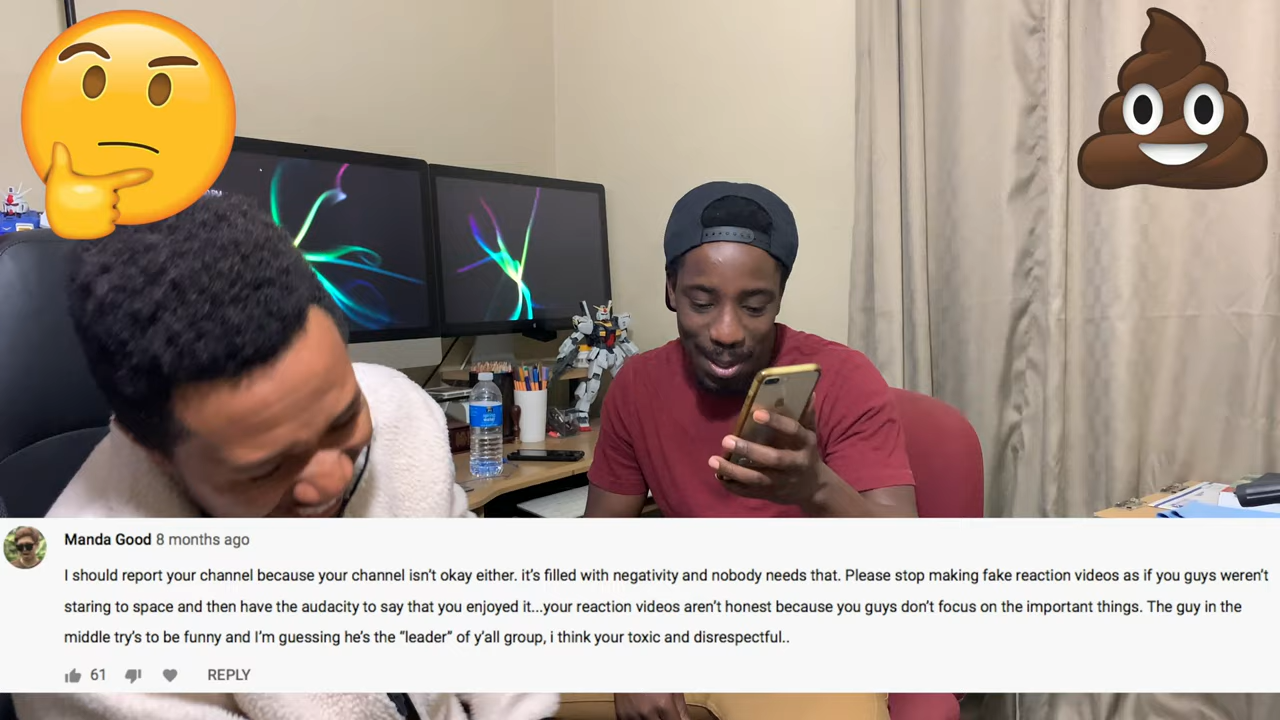 Manda Good 8 months ago
I should report your channel because your channel isn't okay either. it's filled with negativity and nobody needs that. Please stop making fake reaction videos as if you guys weren't
staring to space and then have the audacity to say that you enjoyed it...your reaction videos aren't honest because you guys don't focus on the important things. The guy in the
middle try's to be funny and I'm guessing he's the “leader” of y'all group, i think your toxic and disrespectful..
61 REPLY